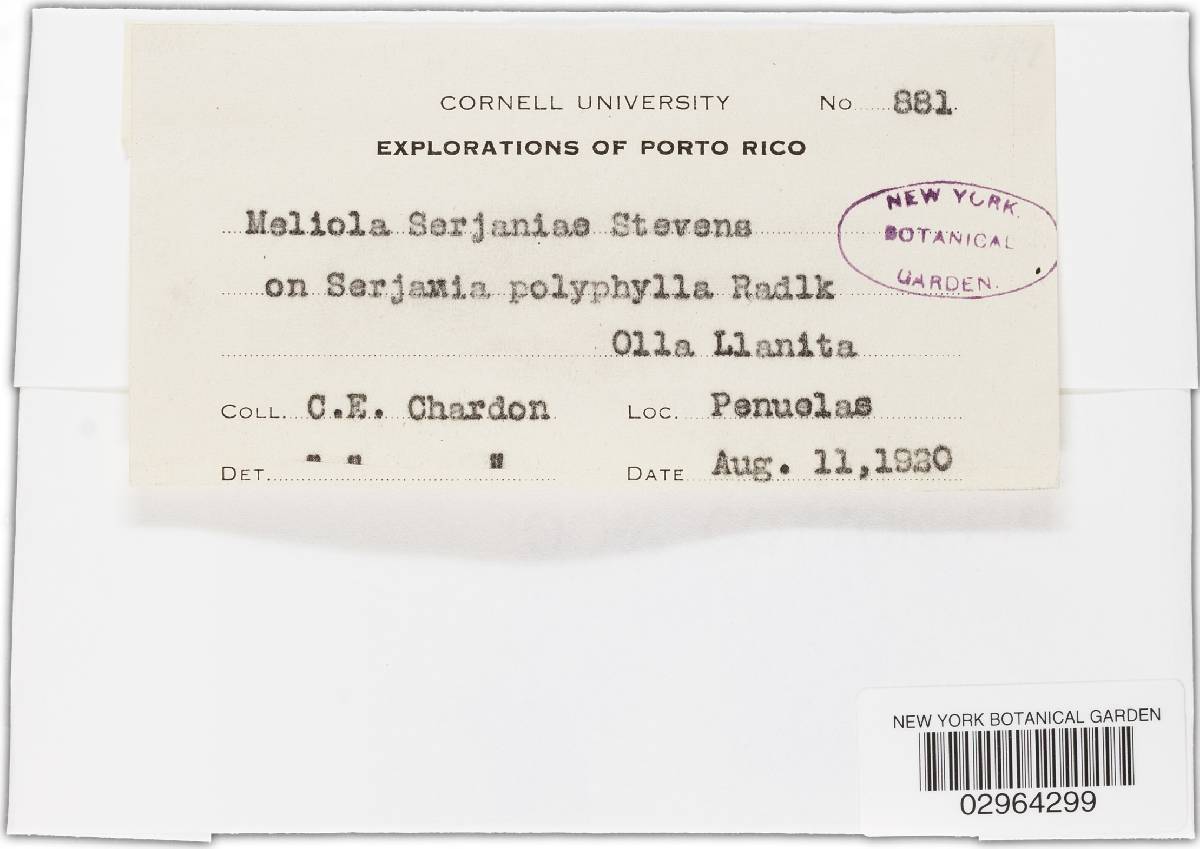 CORNELL UNIVERSITY No 881
EXPLORATIONS OF PORTO RICO
Meliola Serjaniae Stevens
on Serjania polyphylla Radlk
Olla Llanita
COLL. C.E. Chardon LOC. Penuelas
DET. " " " DATE Aug. 11,1920
NEW YORK
BOTANICAL
GARDEN.
NEW YORK BOTANICAL GARDEN
02964299